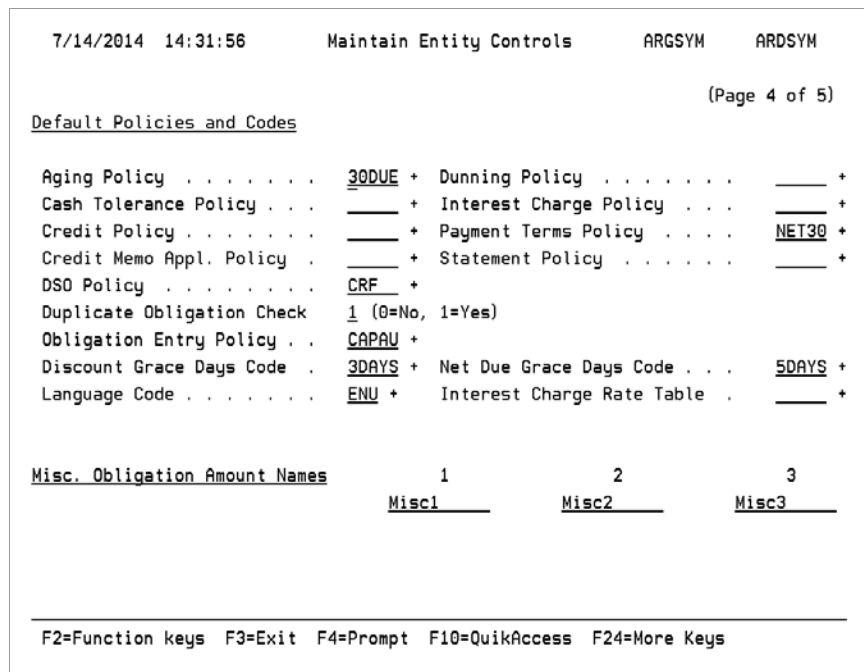 7/14/2014 14:31:56 Maintain Entity Controls ARGSYM ARDSYM
(Page 4 of 5)
Default Policies and Codes
Aging Policy . . . . . . . 30DUE + Dunning Policy . . . . . . . _____ +
Cash Tolerance Policy . . . _____ + Interest Charge Policy . . . _____ +
Credit Policy . . . . . . . _____ + Payment Terms Policy . . . . NET30 +
Credit Memo Appl. Policy . _____ + Statement Policy . . . . . . _____ +
DSO Policy . . . . . . . . CRF__ +
Duplicate Obligation Check 1 (0=No, 1=Yes)
Obligation Entry Policy . . CAPAU +
Discount Grace Days Code . 3DAYS + Net Due Grace Days Code . . . 5DAYS +
Language Code . . . . . . . ENU + Interest Charge Rate Table . _____ +
Misc. Obligation Amount Names 1 2 3
Misc1_____ Misc2_____ Misc3_____
F2=Function keys F3=Exit F4=Prompt F10=QuikAccess F24=More Keys